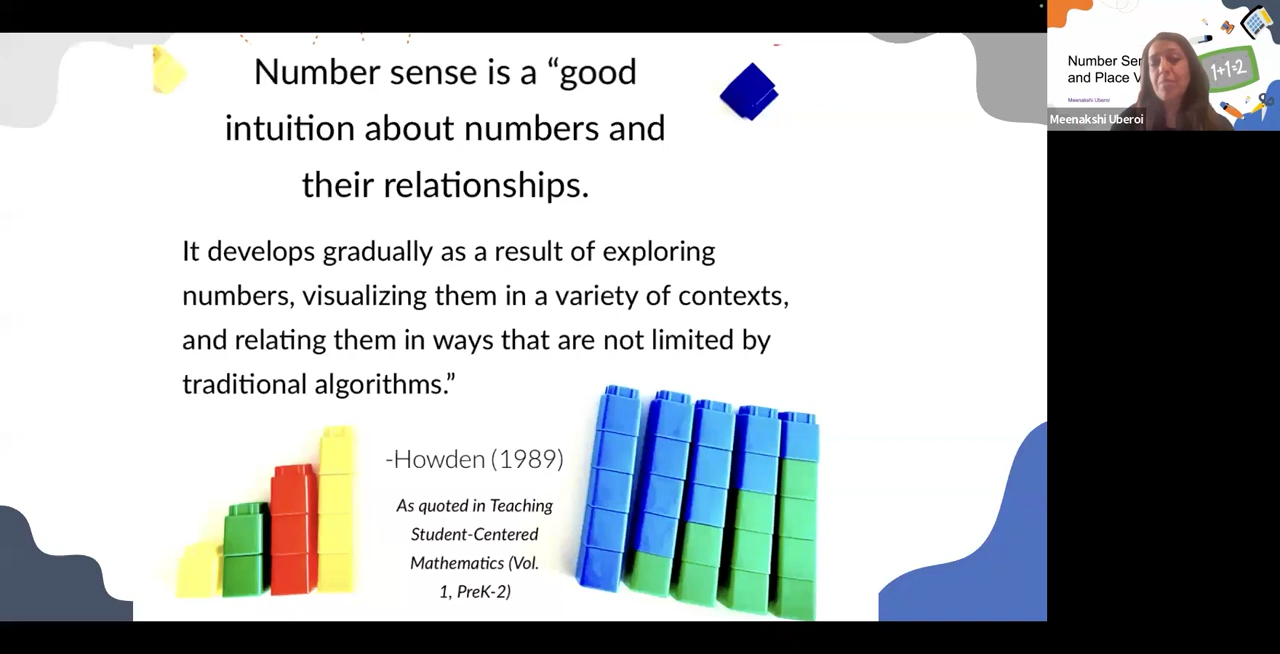 Number sense is a “good
intuition about numbers and
their relationships.
It develops gradually as a result of exploring
numbers, visualizing them in a variety of contexts,
and relating them in ways that are not limited by
traditional algorithms.”
-Howden (1989)
As quoted in Teaching
Student-Centered
Mathematics (Vol.
1, PreK-2)
Number Sen
and Place V
1+1=2
Meenakshi Uberoi
Meenakshi Uberoi